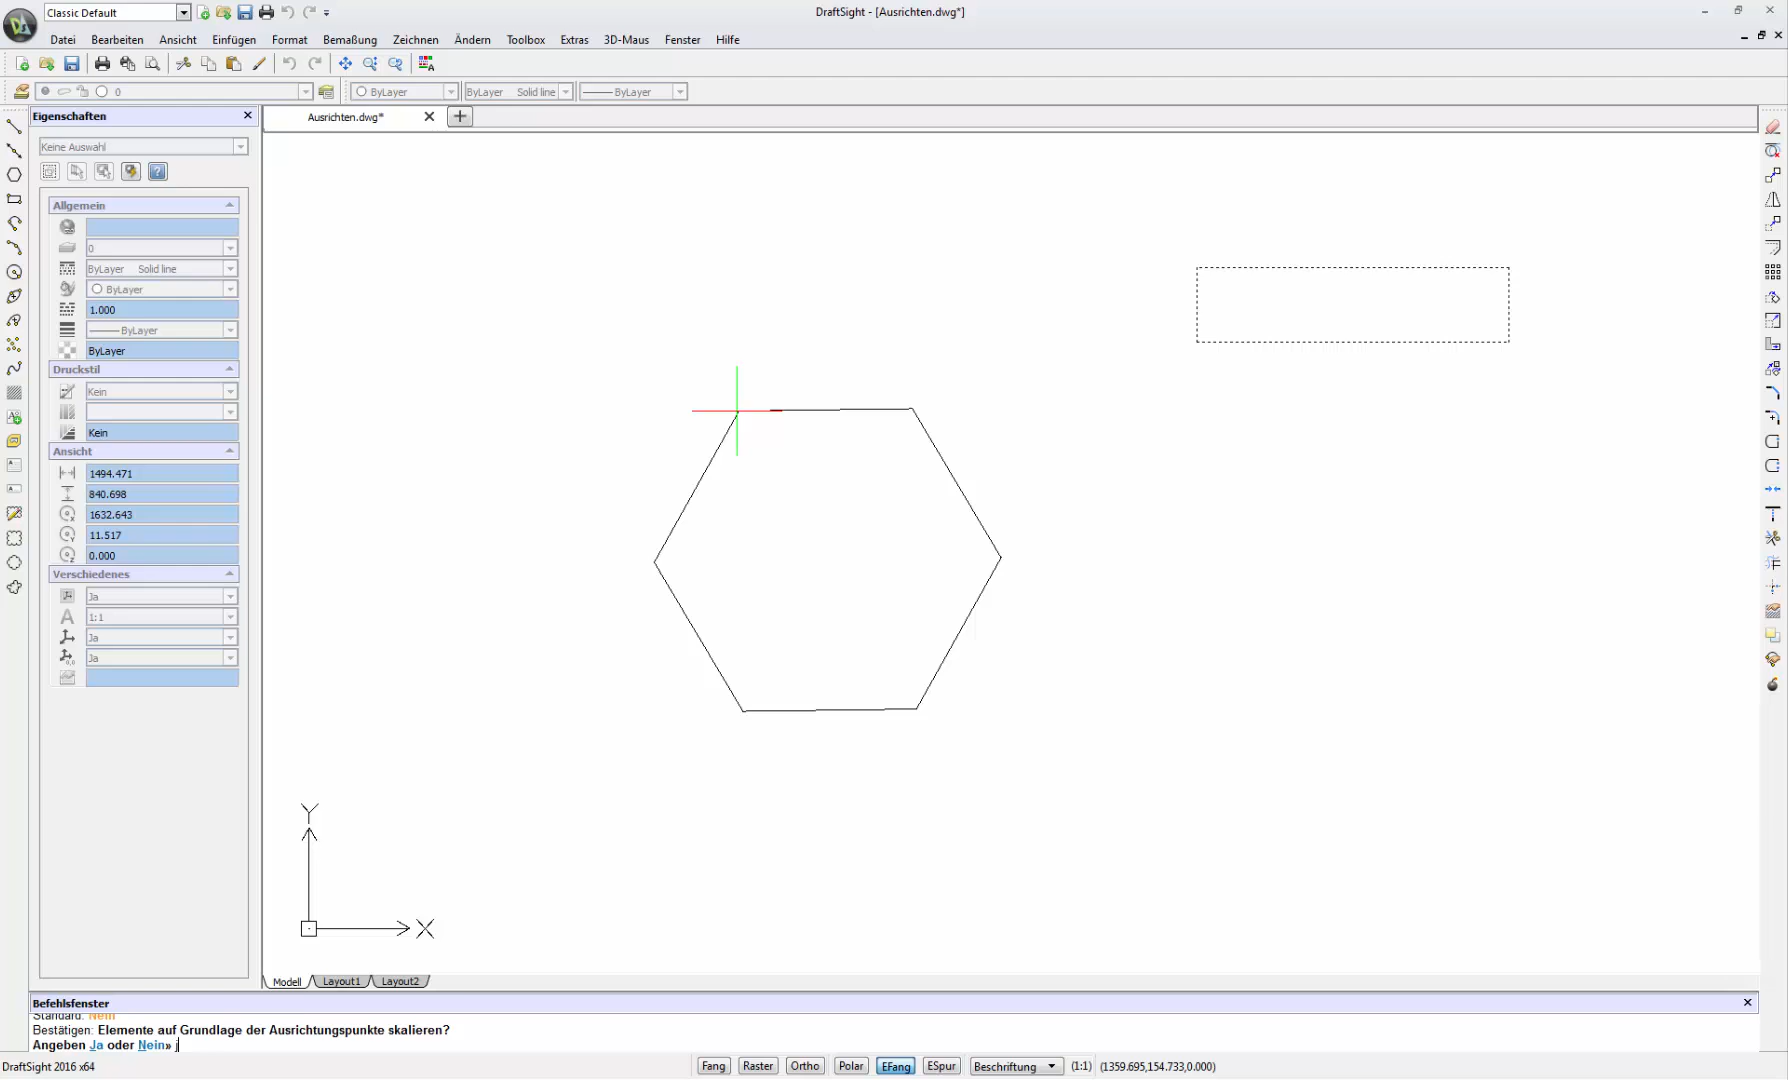 Classic Default
DraftSight - [Ausrichten.dwg*]
Datei Bearbeiten Ansicht Einfügen Format Bemaßung Zeichnen Ändern Toolbox Extras 3D-Maus Fenster Hilfe
0 ByLayer ByLayer Solid line ByLayer
Eigenschaften
Ausrichten.dwg*
Keine Auswahl
Allgemein
0
ByLayer Solid line
ByLayer
1.000
ByLayer
ByLayer
Druckstil
Kein
Kein
Ansicht
1494.471
840.698
1632.643
11.517
0.000
Verschiedenes
Ja
1:1
Ja
Ja
Y
X
Modell Layout1 Layout2
Befehlsfenster
Standard: Nein
Bestätigen: Elemente auf Grundlage der Ausrichtungspunkte skalieren?
Angeben Ja oder Nein» j
DraftSight 2016 x64
Fang Raster Ortho Polar EFang ESpur Beschriftung (1:1) (1359.695,154.733,0.000)